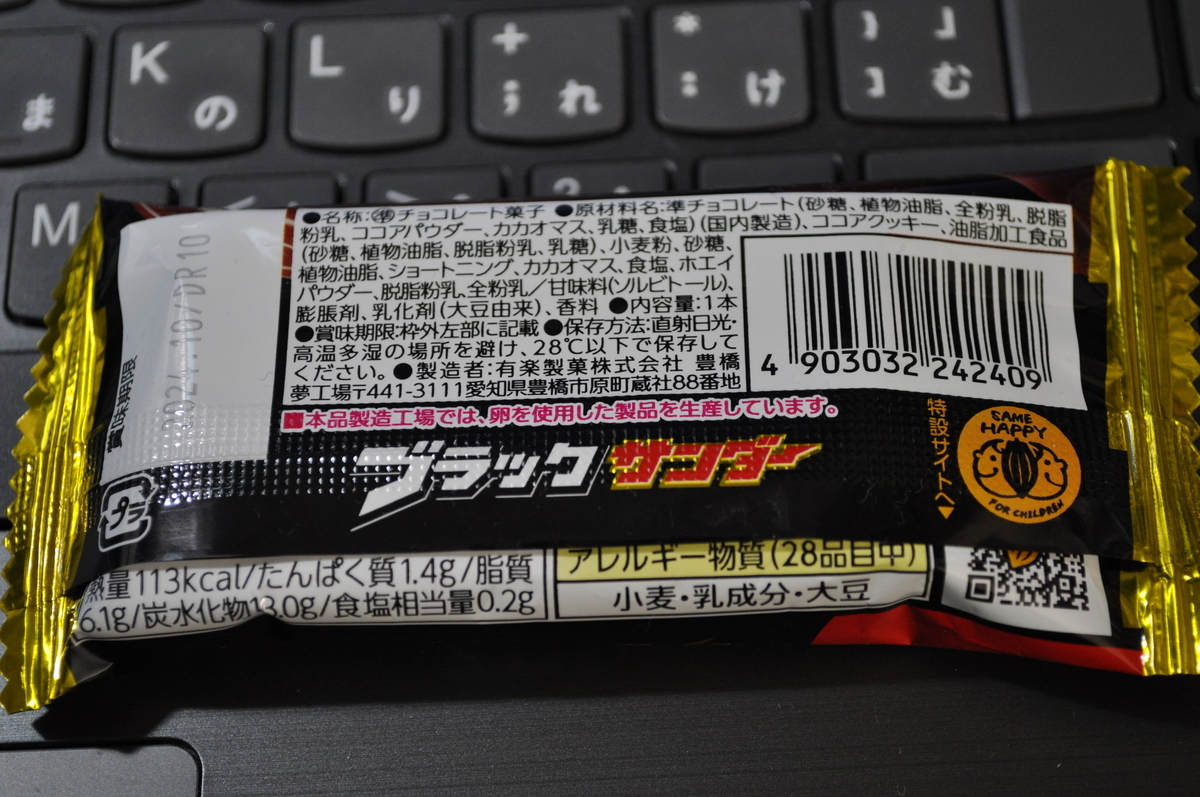 ま
K
の
L
り
+
;
れ
*
:
け
}
」
]
む
M
<
>
?
●名称:㊝チョコレート菓子 ●原材料名:準チョコレート(砂糖、植物油脂、全粉乳、脱脂
粉乳、ココアパウダー、カカオマス、乳糖、食塩)(国内製造)、ココアクッキー、油脂加工食品
(砂糖、植物油脂、脱脂粉乳、乳糖)、小麦粉、砂糖、
植物油脂、ショートニング、カカオマス、食塩、ホエイ
パウダー、脱脂粉乳、全粉乳/甘味料(ソルビトール)、
膨脹剤、乳化剤(大豆由来)、香料 ●内容量:1本
●賞味期限:枠外左部に記載 ●保存方法:直射日光・
高温多湿の場所を避け、28℃以下で保存して
ください。●製造者:有楽製菓株式会社 豊橋
夢工場〒441-3111愛知県豊橋市原町蔵社88番地
4 903032 242409
賞味期限
2024.10/DR10
■本品製造工場では、卵を使用した製品を生産しています。
ブラックサンダー
特設サイトへ▼
SAME
HAPPY
FOR CHILDREN
プラ
熱量113kcal/たんぱく質1.4g/脂質
6.1g/炭水化物13.0g/食塩相当量0.2g
アレルギー物質(28品目中)
小麦・乳成分・大豆